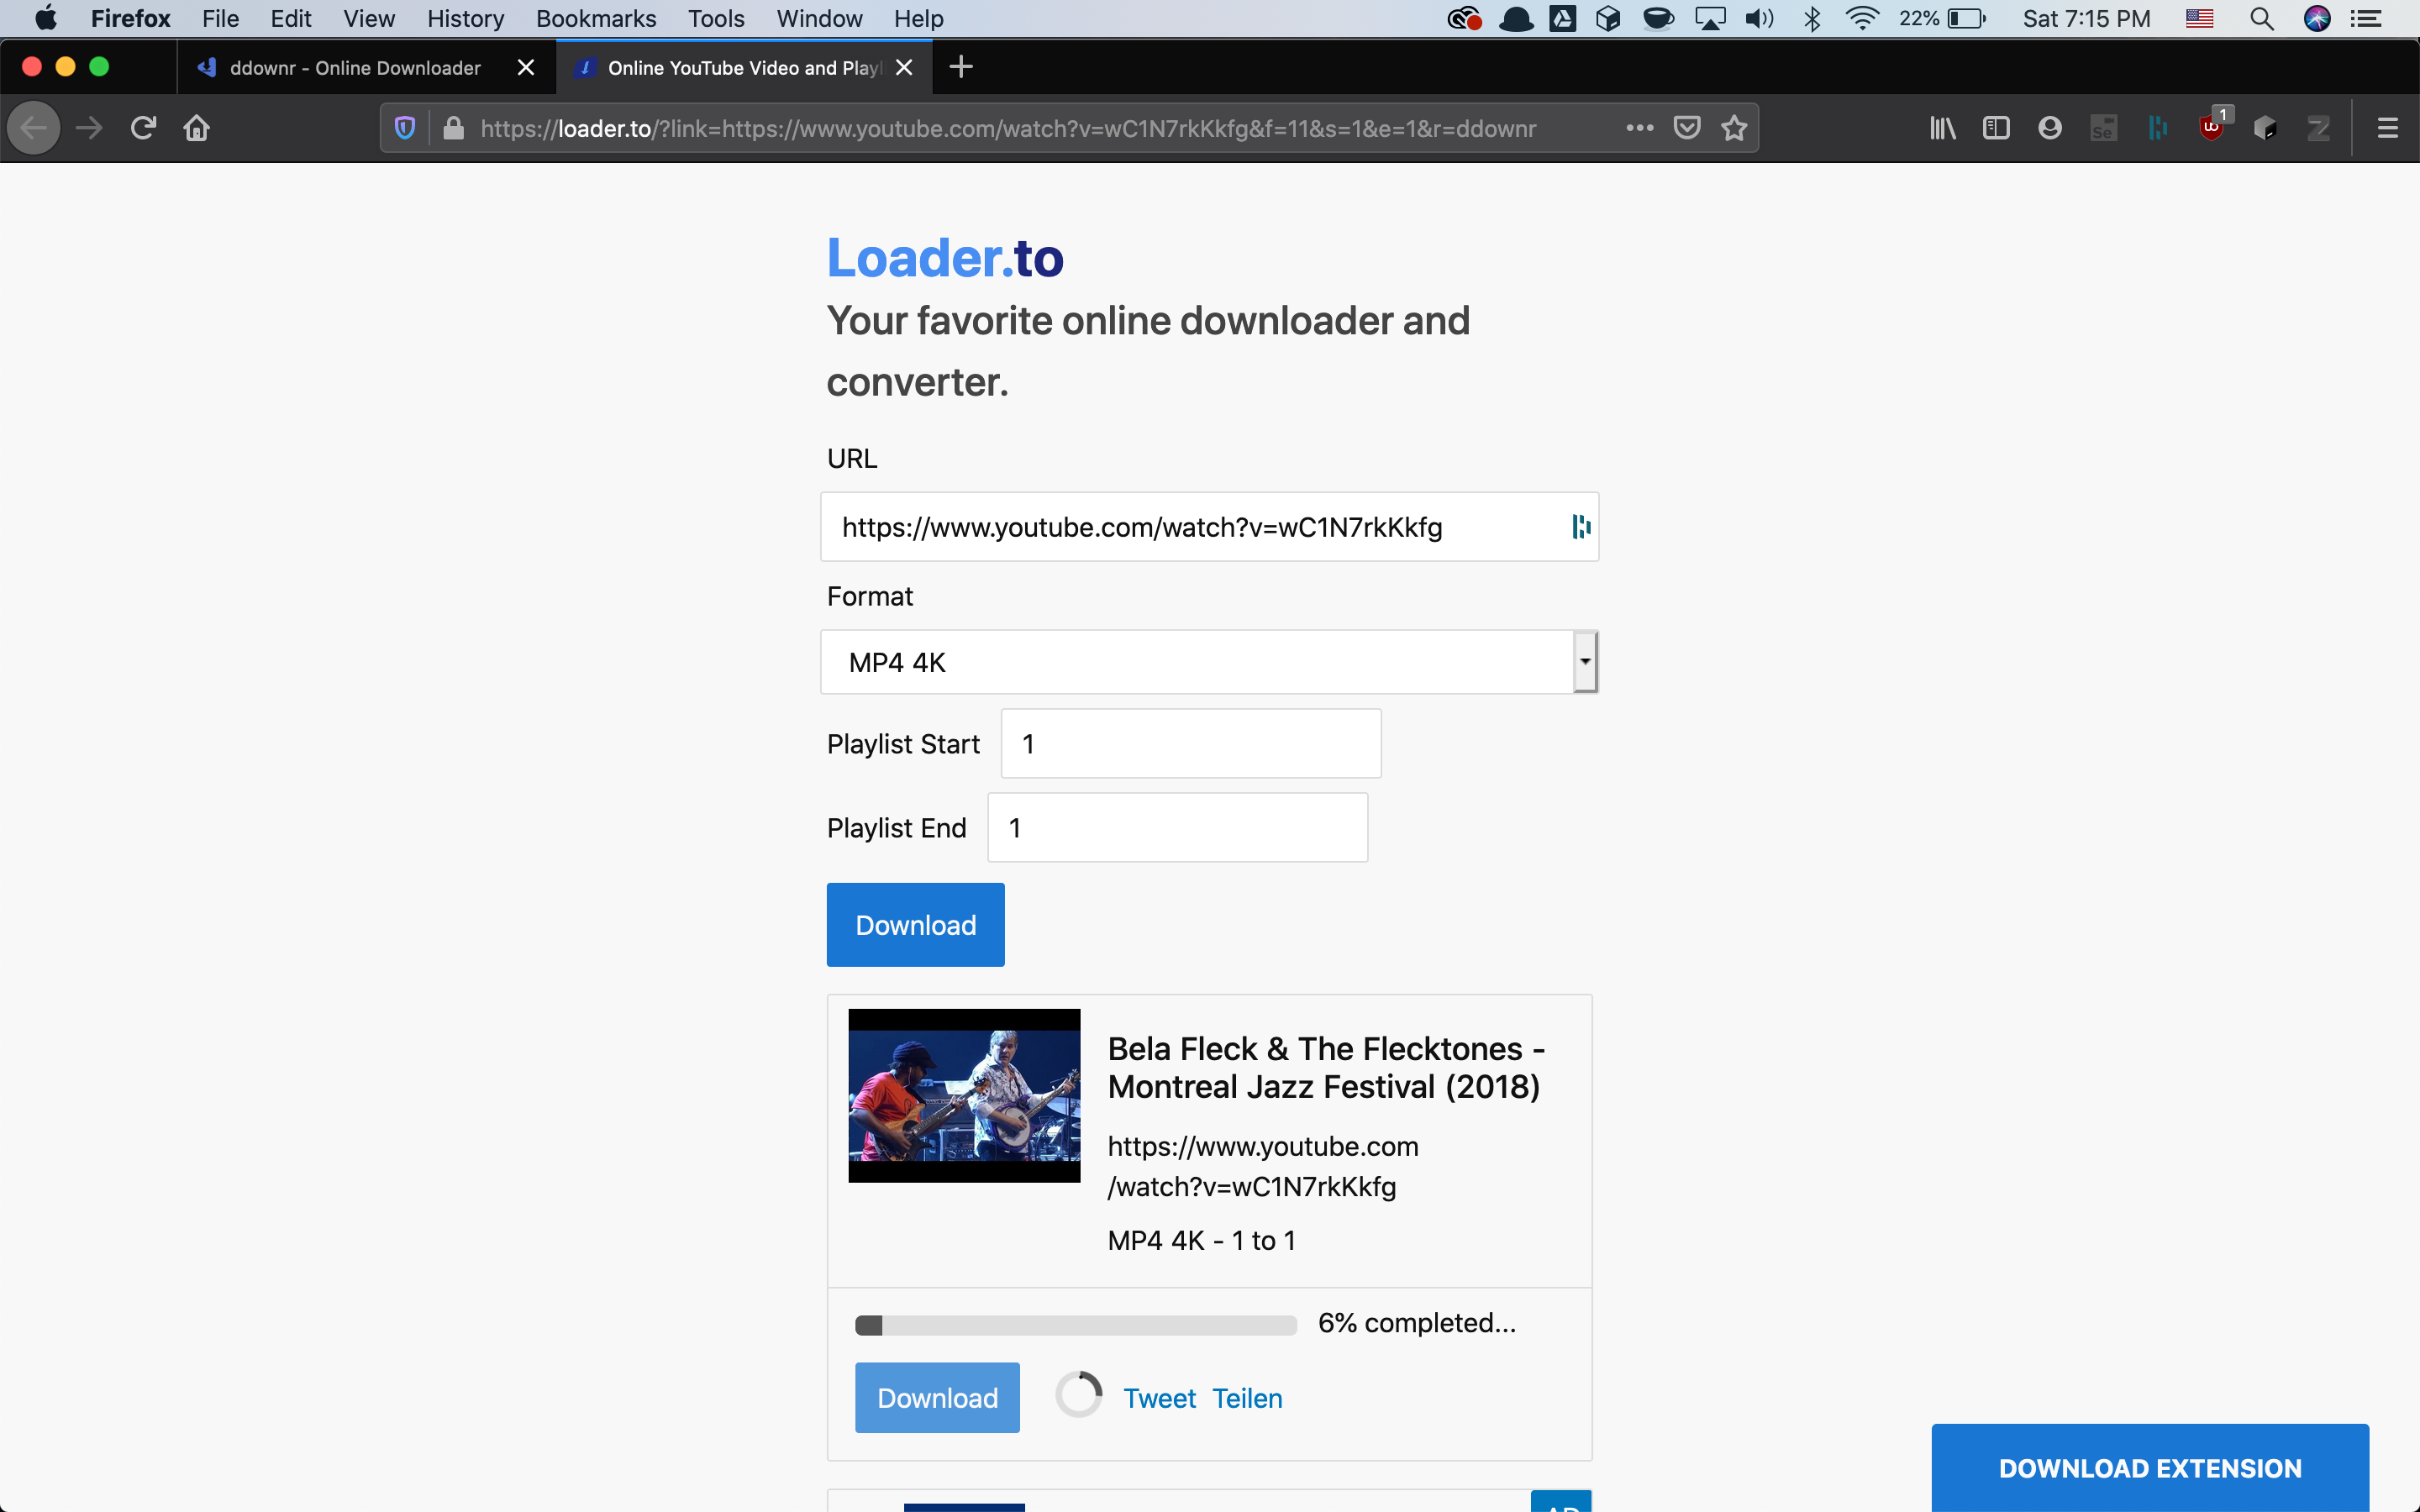 Firefox File Edit View History Bookmarks Tools Window Help 22% Sat 7:15 PM
ddownr - Online Downloader Online YouTube Video and Playl
https://loader.to/?link=https://www.youtube.com/watch?v=wC1N7rkKkfg&f=11&s=1&e=1&r=ddownr Se 1
Loader.to
Your favorite online downloader and
converter.
URL
https://www.youtube.com/watch?v=wC1N7rkKkfg
Format
MP4 4K
Playlist Start 1
Playlist End 1
Download
Bela Fleck & The Flecktones -
Montreal Jazz Festival (2018)
https://www.youtube.com
/watch?v=wC1N7rkKkfg
MP4 4K - 1 to 1
6% completed...
Download Tweet Teilen
DOWNLOAD EXTENSION
AD